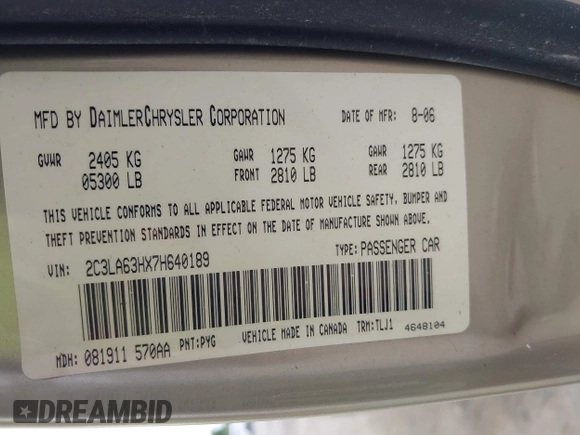 MFD BY DAIMLERCHRYSLER CORPORATION DATE OF MFR: 8-06
GVWR 2405 KG GAWR 1275 KG GAWR 1275 KG
05300 LB FRONT 2810 LB REAR 2810 LB
THIS VEHICLE CONFORMS TO ALL APPLICABLE FEDERAL MOTOR VEHICLE SAFETY, BUMPER AND
THEFT PREVENTION STANDARDS IN EFFECT ON THE DATE OF MANUFACTURE SHOWN ABOVE.
VIN: 2C3LA63HX7H640189 TYPE: PASSENGER CAR
MDH: 081911 570AA PNT: PYG VEHICLE MADE IN CANADA TRM: TLJ1 4648104
DREAMBID